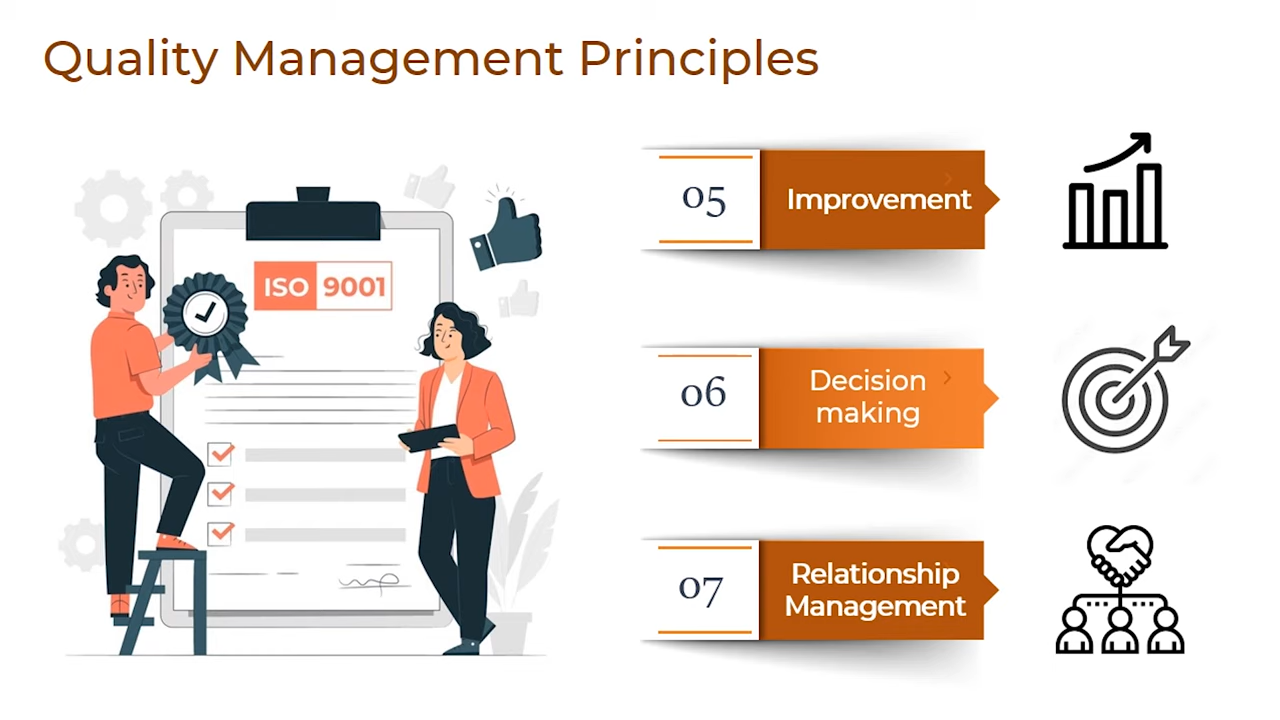 Quality Management Principles
ISO 9001
05
Improvement
06
Decision
making
07
Relationship
Management